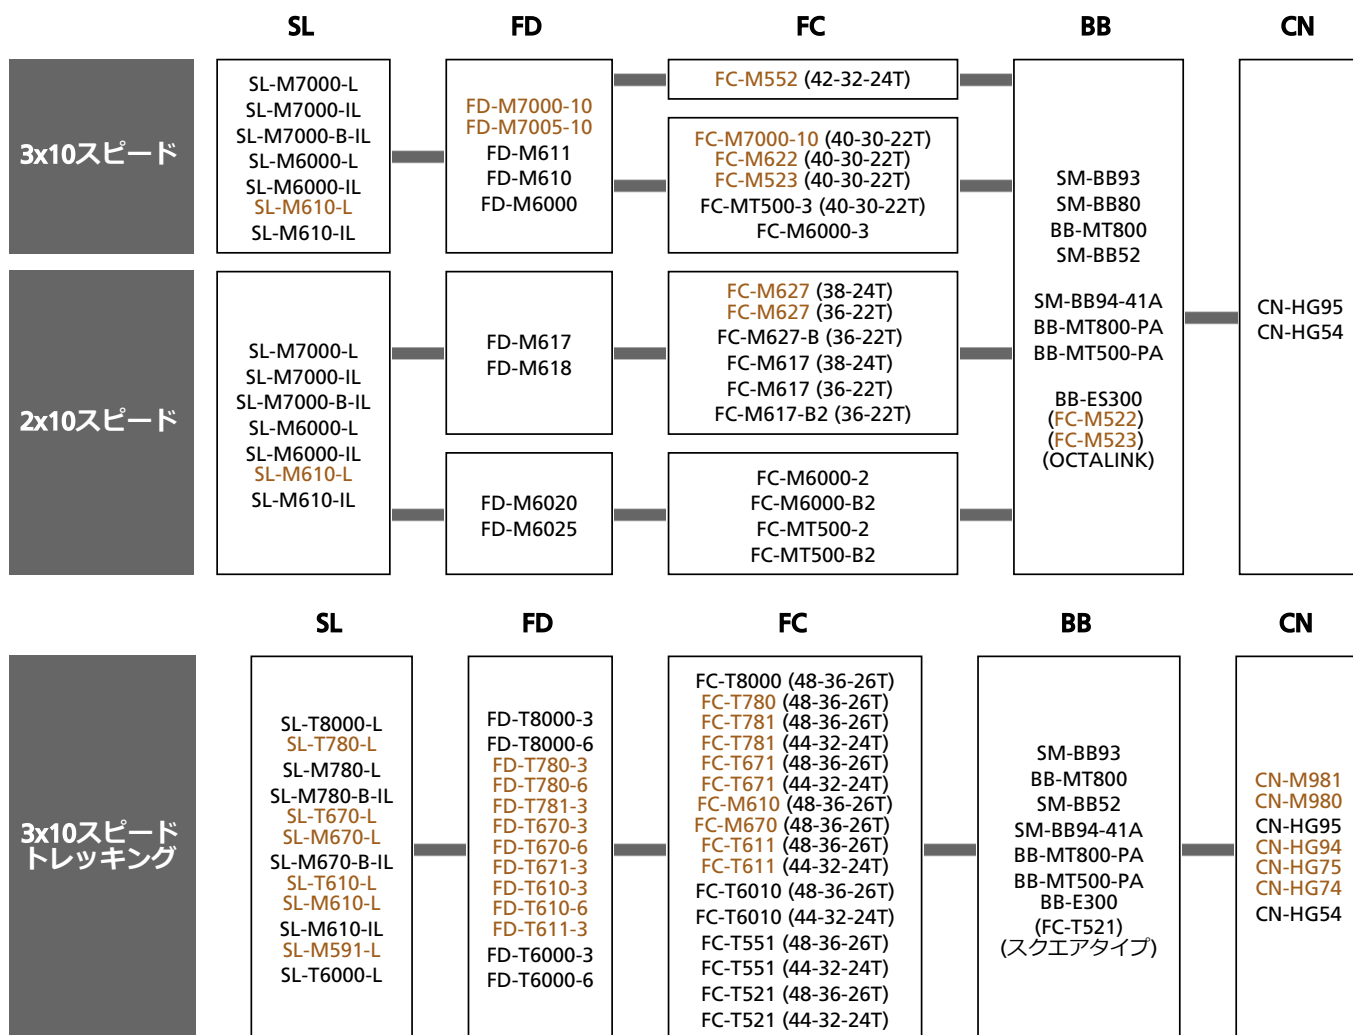 SL
FD
FC
BB
CN
3x10スピード
SL-M7000-L
SL-M7000-IL
SL-M7000-B-IL
SL-M6000-L
SL-M6000-IL
SL-M610-L
SL-M610-IL
FD-M7000-10
FD-M7005-10
FD-M611
FD-M610
FD-M6000
FC-M552 (42-32-24T)
FC-M7000-10 (40-30-22T)
FC-M622 (40-30-22T)
FC-M523 (40-30-22T)
FC-MT500-3 (40-30-22T)
FC-M6000-3
2x10スピード
SL-M7000-L
SL-M7000-IL
SL-M7000-B-IL
SL-M6000-L
SL-M6000-IL
SL-M610-L
SL-M610-IL
FD-M617
FD-M618
FC-M627 (38-24T)
FC-M627 (36-22T)
FC-M627-B (36-22T)
FC-M617 (38-24T)
FC-M617 (36-22T)
FC-M617-B2 (36-22T)
FD-M6020
FD-M6025
FC-M6000-2
FC-M6000-B2
FC-MT500-2
FC-MT500-B2
SM-BB93
SM-BB80
BB-MT800
SM-BB52
SM-BB94-41A
BB-MT800-PA
BB-MT500-PA
BB-ES300
(FC-M522)
(FC-M523)
(OCTALINK)
CN-HG95
CN-HG54
SL
FD
FC
BB
CN
3x10スピード
トレッキング
SL-T8000-L
SL-T780-L
SL-M780-L
SL-M780-B-IL
SL-T670-L
SL-M670-L
SL-M670-B-IL
SL-T610-L
SL-M610-L
SL-M610-IL
SL-M591-L
SL-T6000-L
FD-T8000-3
FD-T8000-6
FD-T780-3
FD-T780-6
FD-T781-3
FD-T670-3
FD-T670-6
FD-T671-3
FD-T610-3
FD-T610-6
FD-T611-3
FD-T6000-3
FD-T6000-6
FC-T8000 (48-36-26T)
FC-T780 (48-36-26T)
FC-T781 (48-36-26T)
FC-T781 (44-32-24T)
FC-T671 (48-36-26T)
FC-T671 (44-32-24T)
FC-M610 (48-36-26T)
FC-M670 (48-36-26T)
FC-T611 (48-36-26T)
FC-T611 (44-32-24T)
FC-T6010 (48-36-26T)
FC-T6010 (44-32-24T)
FC-T551 (48-36-26T)
FC-T551 (44-32-24T)
FC-T521 (48-36-26T)
FC-T521 (44-32-24T)
SM-BB93
BB-MT800
SM-BB52
SM-BB94-41A
BB-MT800-PA
BB-MT500-PA
BB-E300
(FC-T521)
(スクエアタイプ)
CN-M981
CN-M980
CN-HG95
CN-HG94
CN-HG75
CN-HG74
CN-HG54